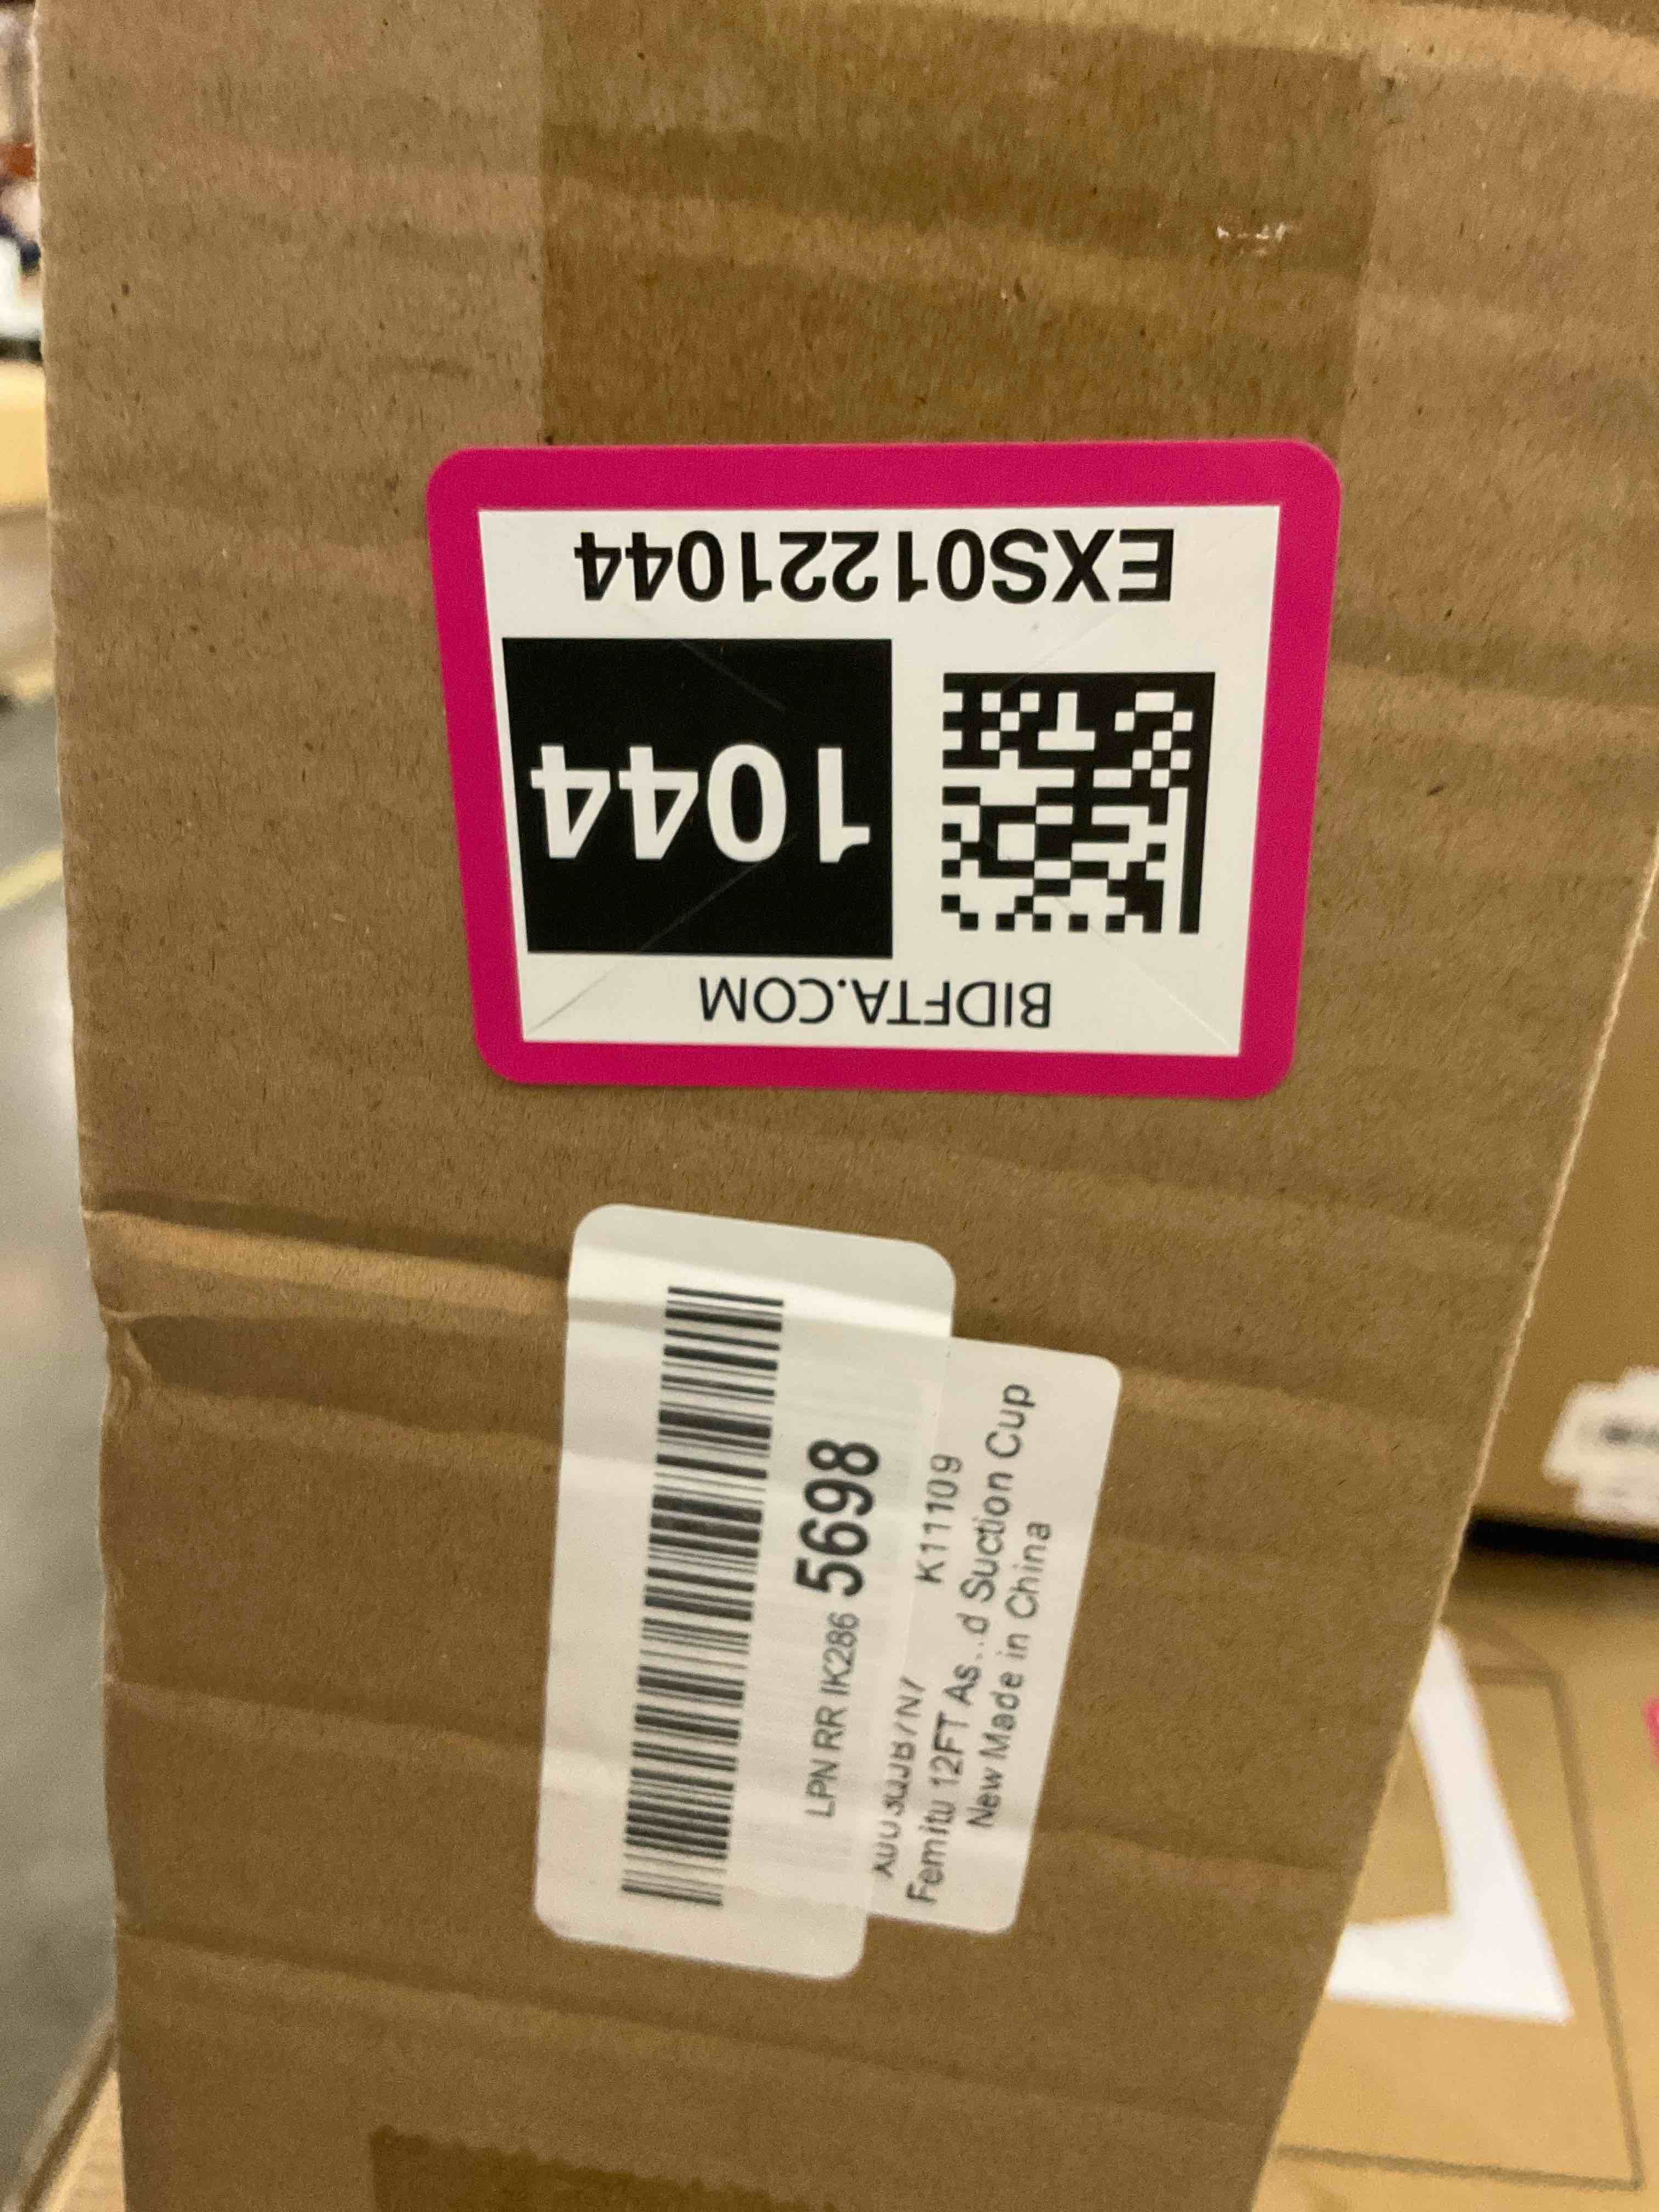 EXS01221044
1044
BIDFTA.COM
LPN RR IK286 5698
K11109
Femitu 12FT As...d Suction Cup
New Made in China